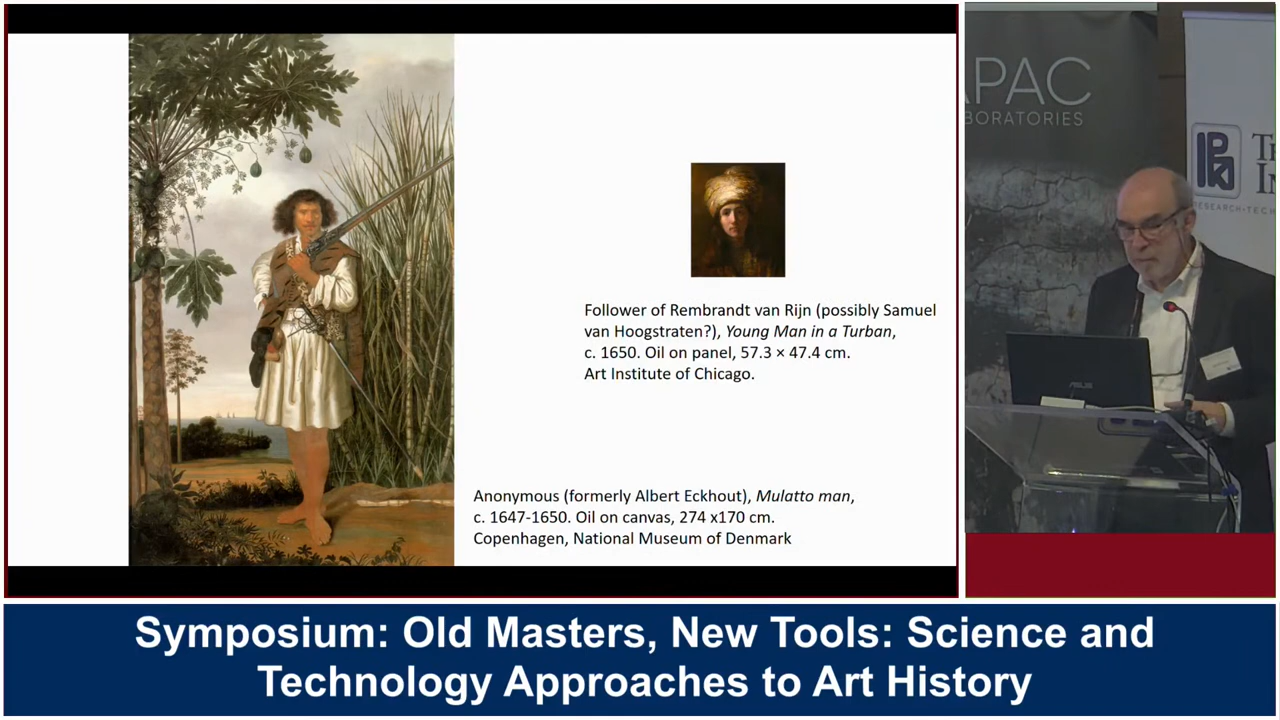 Follower of Rembrandt van Rijn (possibly Samuel
van Hoogstraten?), Young Man in a Turban,
c. 1650. Oil on panel, 57.3 × 47.4 cm.
Art Institute of Chicago.
Anonymous (formerly Albert Eckhout), Mulatto man,
c. 1647-1650. Oil on canvas, 274 x170 cm.
Copenhagen, National Museum of Denmark
APAC
BORATORIES
ASUS
Symposium: Old Masters, New Tools: Science and
Technology Approaches to Art History